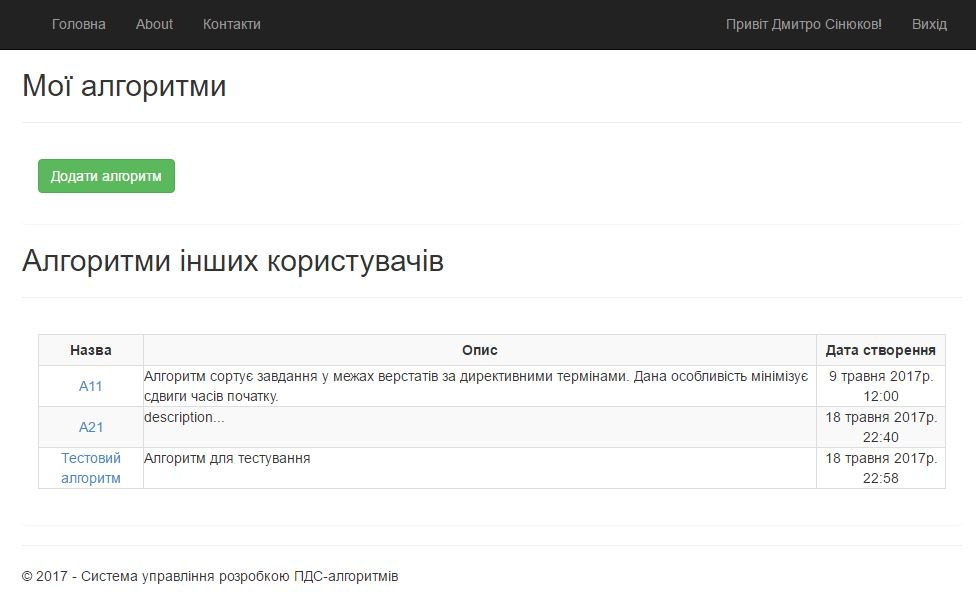 Головна About Контакти Привіт Дмитро Сінюков! Вихід
Мої алгоритми
Додати алгоритм
Алгоритми інших користувачів
Назва Опис Дата створення
А11 Алгоритм сортує завдання у межах верстатів за директивними термінами. Дана особливість мінімізує сдвиги часів початку. 9 травня 2017р. 12:00
А21 description... 18 травня 2017р. 22:40
Тестовий алгоритм Алгоритм для тестування 18 травня 2017р. 22:58
© 2017 - Система управління розробкою ПДС-алгоритмів